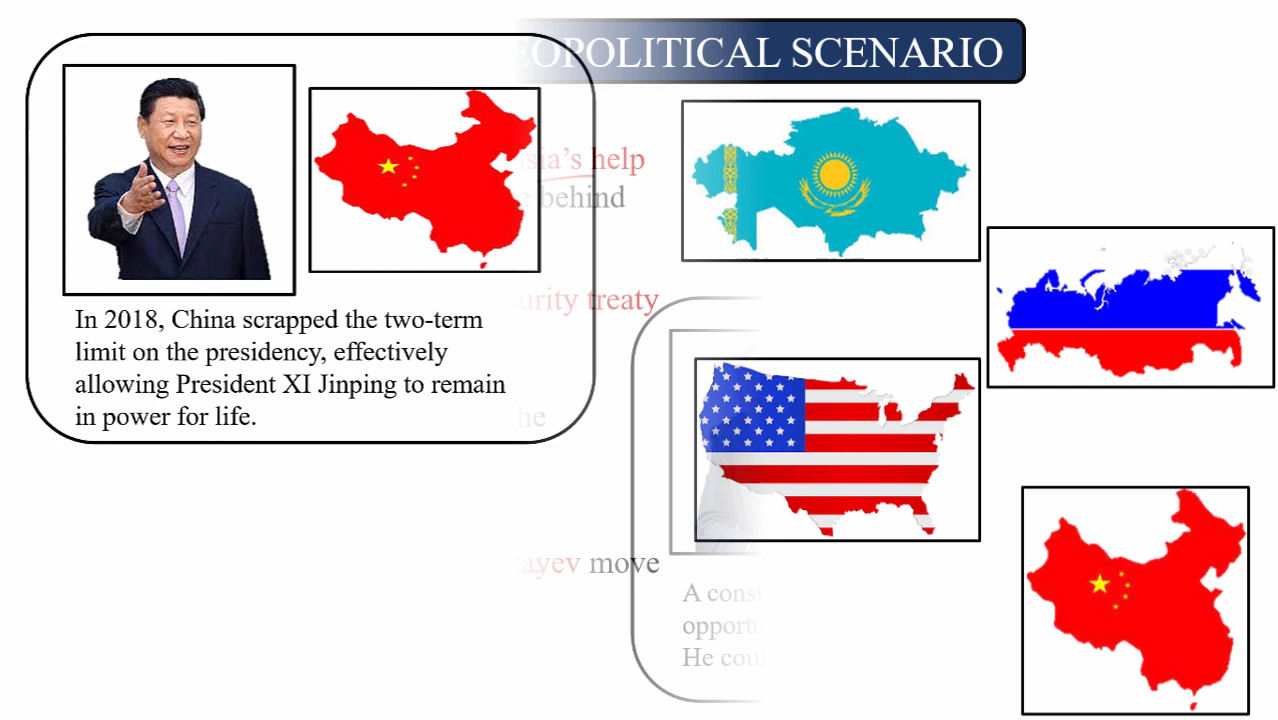 EOPOLITICAL SCENARIO
ssia's help
behind
urity treaty
In 2018, China scrapped the two-term
limit on the presidency, effectively
allowing President XI Jinping to remain
in power for life.
he
ayev move
A const
opportu
He cou